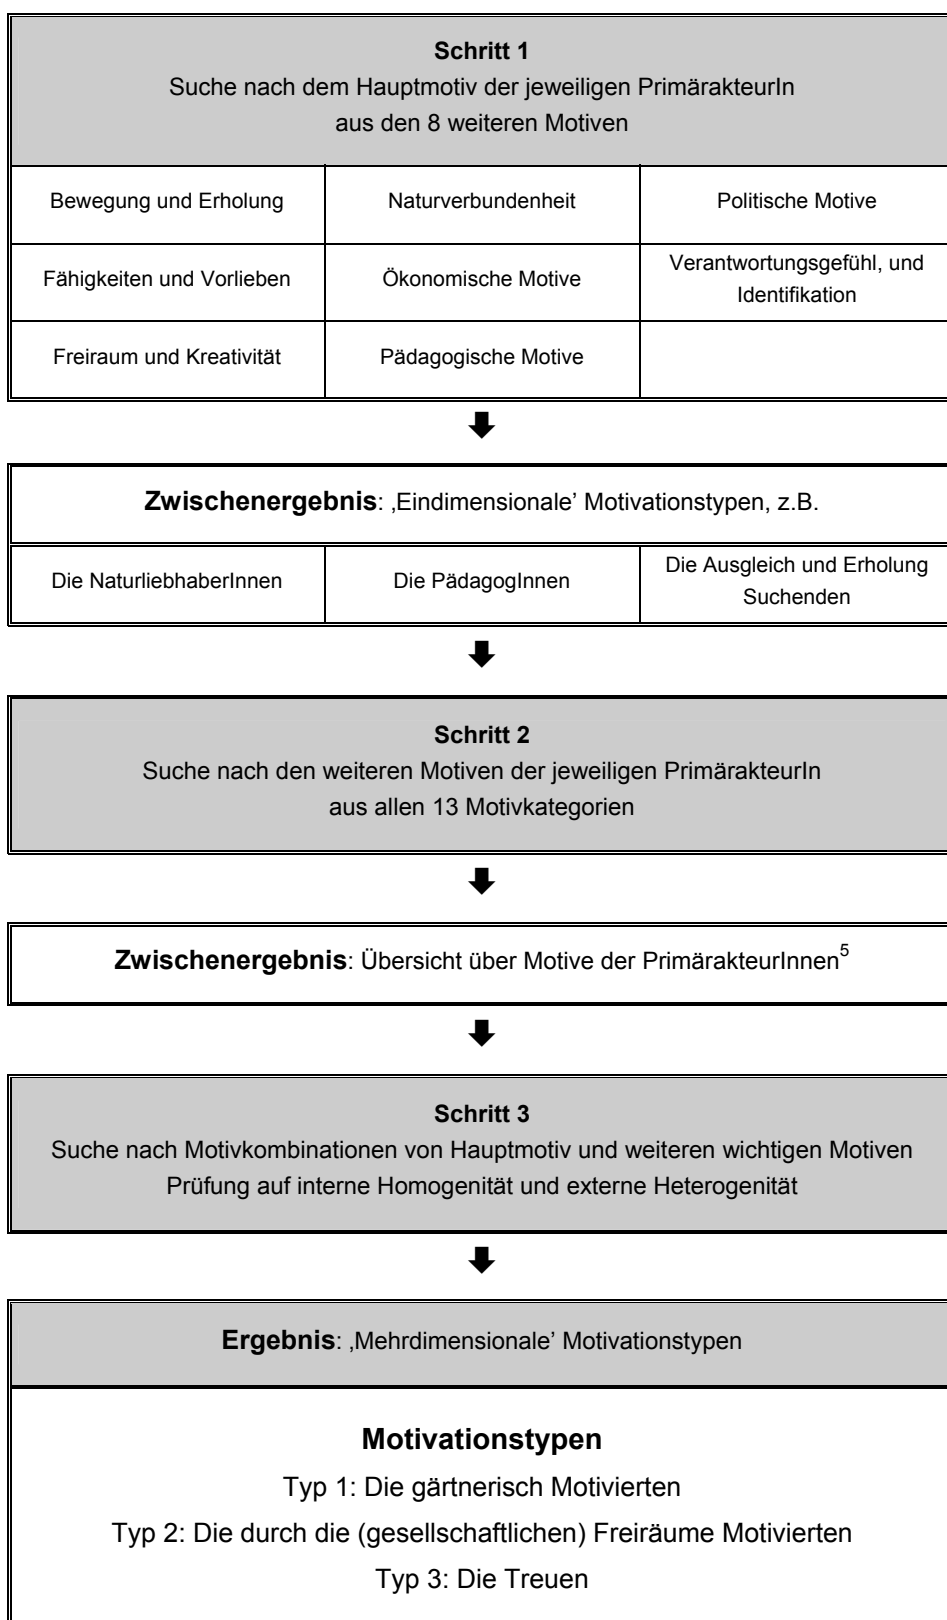 Schritt 1
Suche nach dem Hauptmotiv der jeweiligen PrimärakteurIn
aus den 8 weiteren Motiven
Bewegung und Erholung
Naturverbundenheit
Politische Motive
Fähigkeiten und Vorlieben
Ökonomische Motive
Verantwortungsgefühl, und
Identifikation
Freiraum und Kreativität
Pädagogische Motive
Zwischenergebnis: ‚Eindimensionale’ Motivationstypen, z.B.
Die NaturliebhaberInnen
Die PädagogInnen
Die Ausgleich und Erholung
Suchenden
Schritt 2
Suche nach den weiteren Motiven der jeweiligen PrimärakteurIn
aus allen 13 Motivkategorien
Zwischenergebnis: Übersicht über Motive der PrimärakteurInnen5
Schritt 3
Suche nach Motivkombinationen von Hauptmotiv und weiteren wichtigen Motiven
Prüfung auf interne Homogenität und externe Heterogenität
Ergebnis: ‚Mehrdimensionale’ Motivationstypen
Motivationstypen
Typ 1: Die gärtnerisch Motivierten
Typ 2: Die durch die (gesellschaftlichen) Freiräume Motivierten
Typ 3: Die Treuen